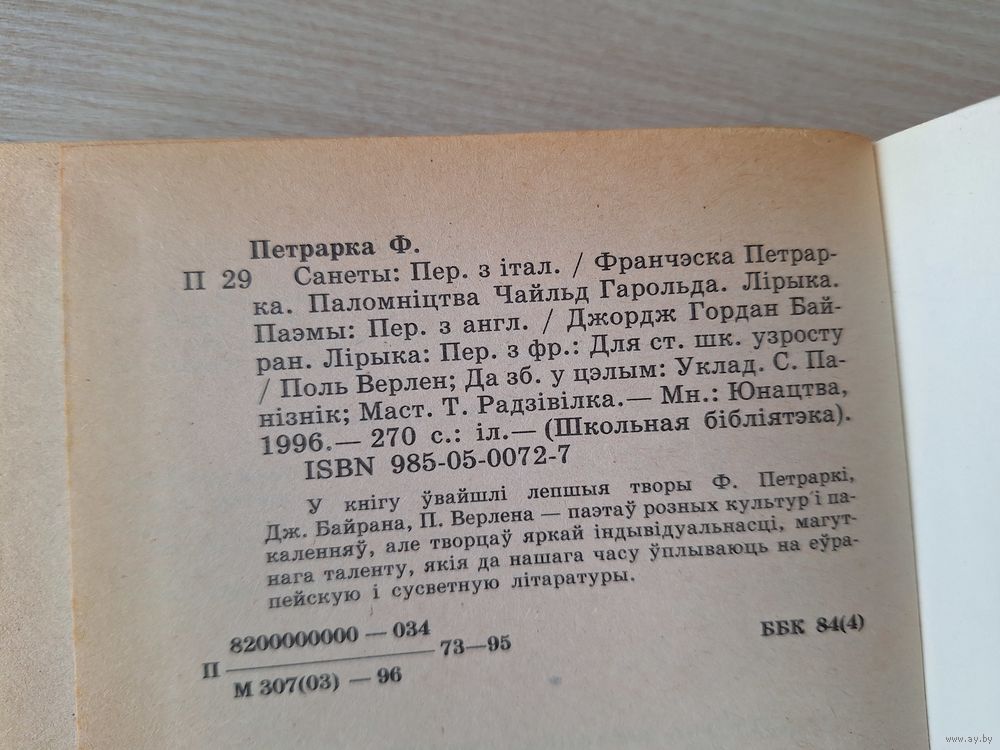 Петрарка Ф.
П 29 Санеты: Пер. з італ. / Франчэска Петрар-
ка. Паломніцтва Чайльд Гарольда. Лірыка.
Паэмы: Пер. з англ. / Джордж Гордан Бай-
ран. Лірыка: Пер. з фр.: Для ст. шк. узросту
/ Поль Верлен; Да зб. у цэлым: Уклад. С. Па-
нізнік; Маст. Т. Радзівілка.— Мн.: Юнацтва,
1996.— 270 с.: іл.— (Школьная бібліятэка).
ISBN 985-05-0072-7
У кнігу ўвайшлі лепшыя творы Ф. Петраркі,
Дж. Байрана, П. Верлена — паэтаў розных культур і па-
каленняў, але творцаў яркай індывідуальнасці, магут-
нага таленту, якія да нашага часу ўплываюць на еўра-
пейскую і сусветную літаратуры.
8200000000 — 034
П 73—95
М 307(03) — 96
ББК 84(4)
www.ay.by